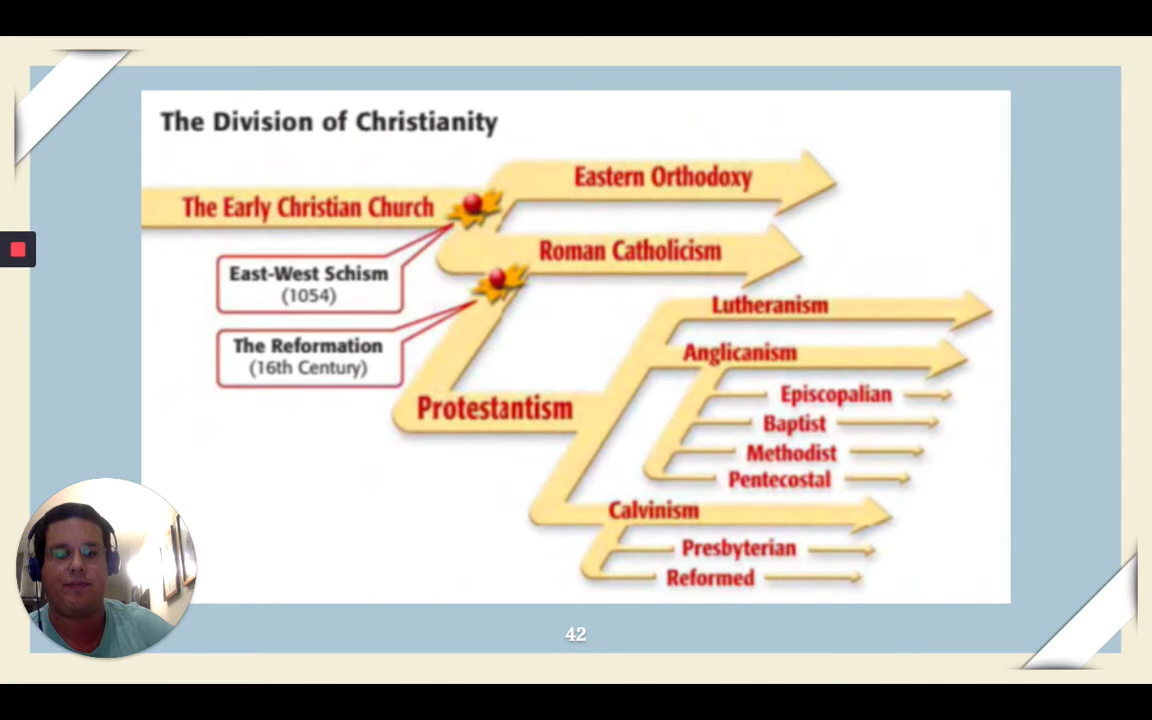 The Division of Christianity
Eastern Orthodoxy
The Early Christian Church
Roman Catholicism
East-West Schism
(1054)
Lutheranism
The Reformation
(16th Century)
Anglicanism
Episcopalian
Protestantism
Baptist
Methodist
Pentecostal
Calvinism
Presbyterian
Reformed
42